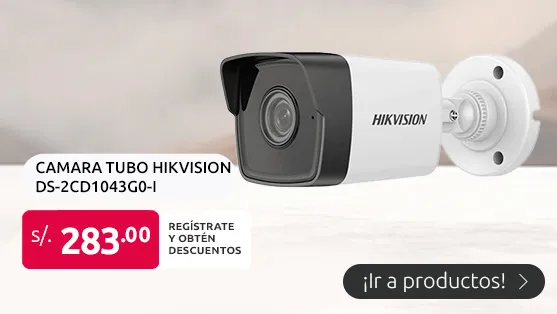 HIKVISION
CAMARA TUBO HIKVISION
DS-2CD1043G0-I
s/. 283.00
REGÍSTRATE
Y OBTÉN
DESCUENTOS
¡Ir a productos!